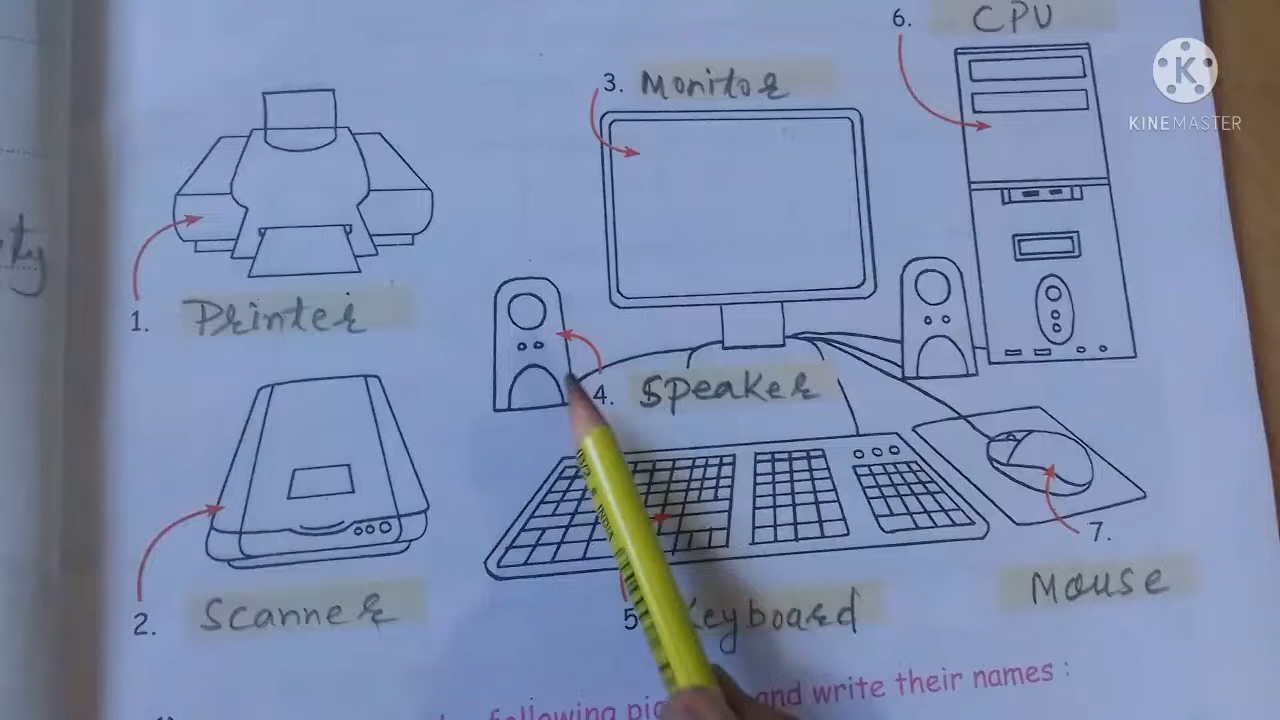 6. CPU
KINEMASTER
3. Monitor
1. Printer
4. Speaker
7.
Mouse
2. Scanner
5 Keyboard
following and write their names :